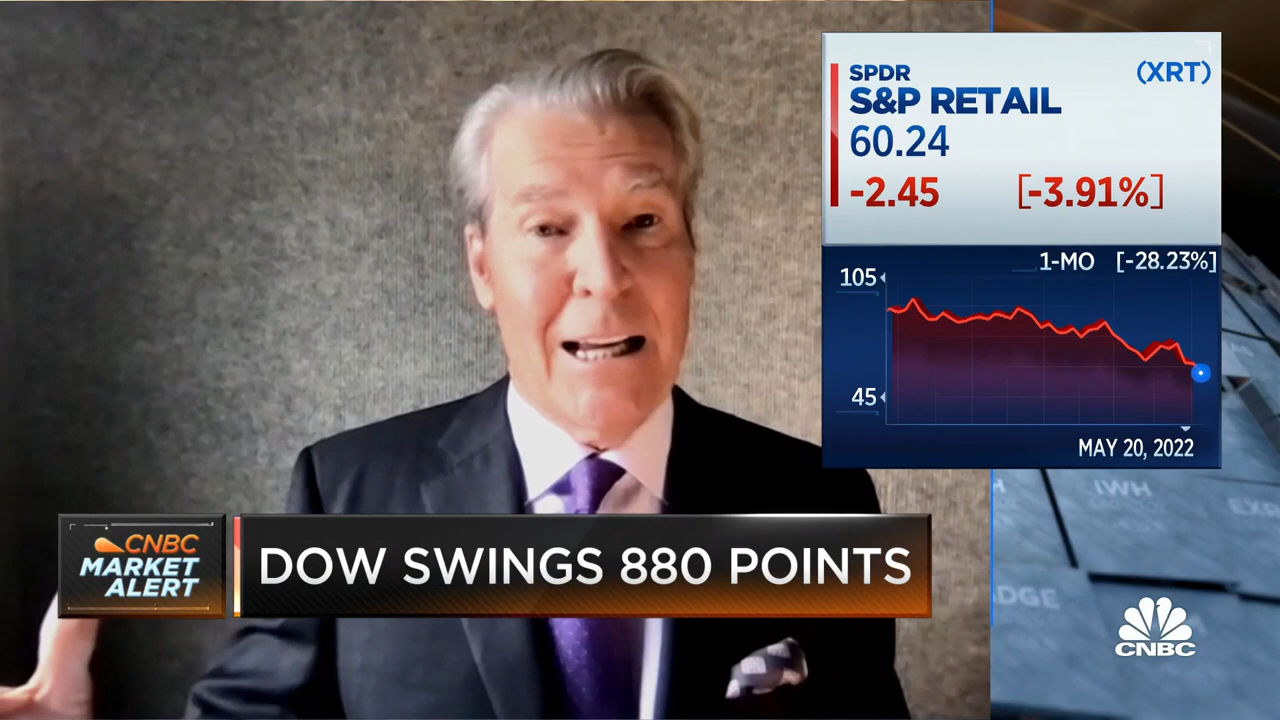 SPDR
(XRT)
S&P RETAIL
60.24
-2.45 [-3.91%]
1-MO [-28.23%]
105
45
MAY 20, 2022
CNBC
MARKET
ALERT
DOW SWINGS 880 POINTS
IWH
DGE
CNBC